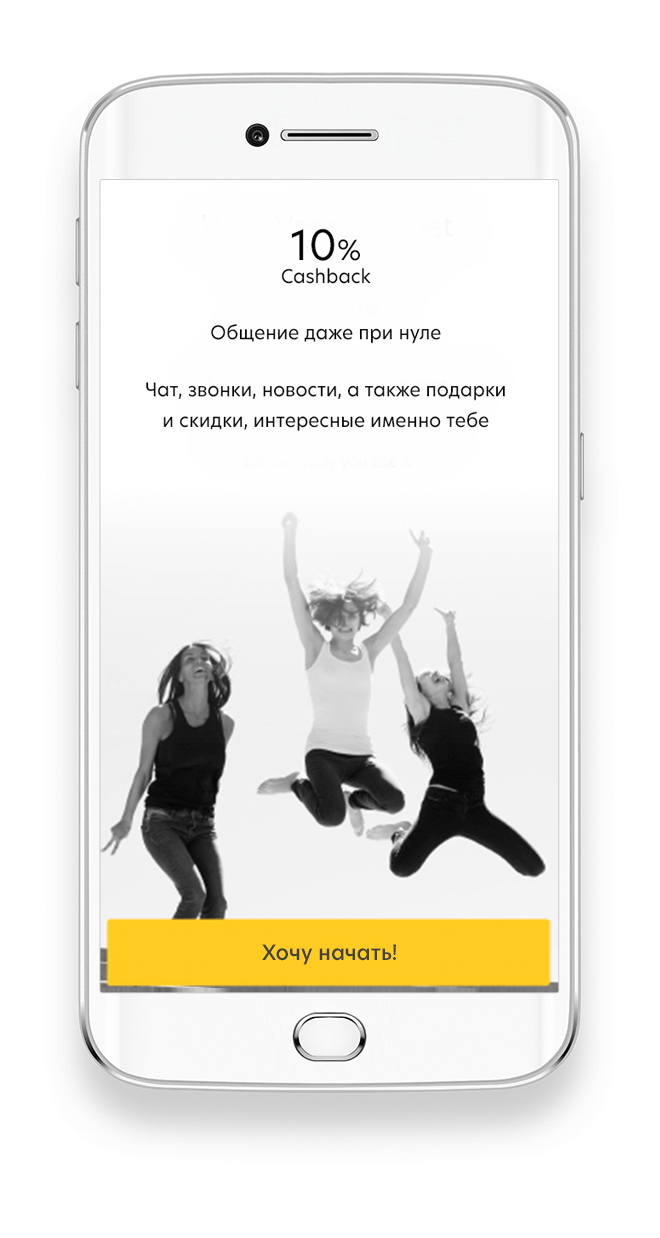 10%
Cashback
Общение даже при нуле
Чат, звонки, новости, а также подарки
и скидки, интересные именно тебе
Хочу начать!